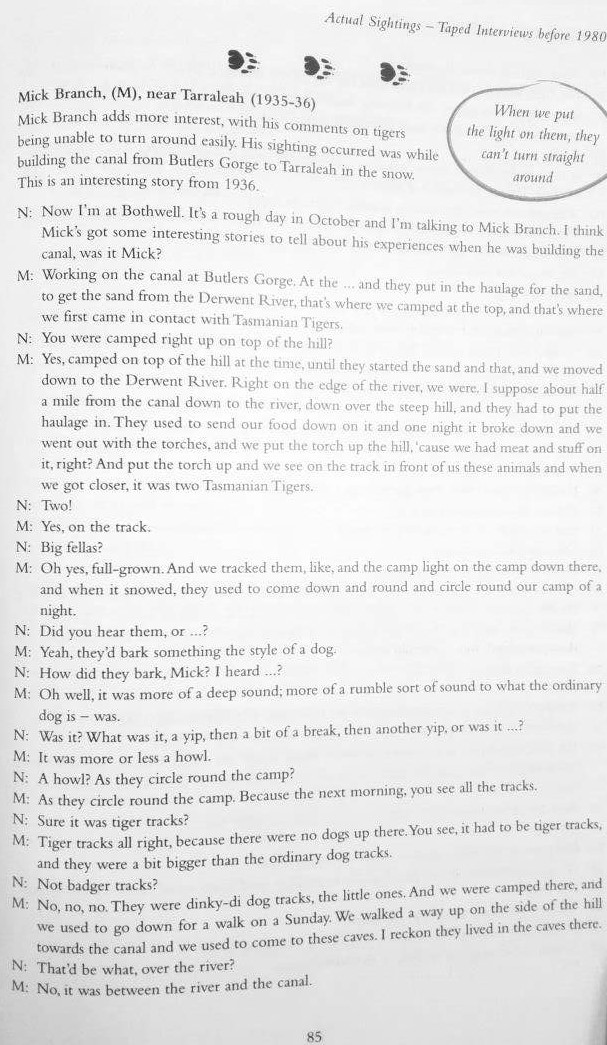 Actual Sightings – Taped Interviews before 1980
Mick Branch, (M), near Tarraleah (1935-36)
Mick Branch adds more interest, with his comments on tigers
being unable to turn around easily. His sighting occurred was while
building the canal from Butlers Gorge to Tarraleah in the snow.
This is an interesting story from 1936.
When we put
the light on them, they
can't turn straight
around
N: Now I'm at Bothwell. It's a rough day in October and I'm talking to Mick Branch. I think
Mick's got some interesting stories to tell about his experiences when he was building the
canal, was it Mick?
M: Working on the canal at Butlers Gorge. At the ... and they put in the haulage for the sand,
to get the sand from the Derwent River, that's where we camped at the top, and that's where
we first came in contact with Tasmanian Tigers.
N: You were camped right up on top of the hill?
M: Yes, camped on top of the hill at the time, until they started the sand and that, and we moved
down to the Derwent River. Right on the edge of the river, we were. I suppose about half
a mile from the canal down to the river, down over the steep hill, and they had to put the
haulage in. They used to send our food down on it and one night it broke down and we
went out with the torches, and we put the torch up the hill, 'cause we had meat and stuff on
it, right? And put the torch up and we see on the track in front of us these animals and when
we got closer, it was two Tasmanian Tigers.
N: Two!
M: Yes, on the track.
N: Big fellas?
M: Oh yes, full-grown. And we tracked them, like, and the camp light on the camp down there,
and when it snowed, they used to come down and round and circle round our camp of a
night.
N: Did you hear them, or ...?
M: Yeah, they'd bark something the style of a dog.
N: How did they bark, Mick? I heard ...?
M: Oh well, it was more of a deep sound; more of a rumble sort of sound to what the ordinary
dog is – was.
N: Was it? What was it, a yip, then a bit of a break, then another yip, or was it ...?
M: It was more or less a howl.
N: A howl? As they circle round the camp?
M: As they circle round the camp. Because the next morning, you see all the tracks.
N: Sure it was tiger tracks?
M: Tiger tracks all right, because there were no dogs up there. You see, it had to be tiger tracks,
and they were a bit bigger than the ordinary dog tracks.
N: Not badger tracks?
M: No, no, no. They were dinky-di dog tracks, the little ones. And we were camped there, and
we used to go down for a walk on a Sunday. We walked a way up on the side of the hill
towards the canal and we used to come to these caves. I reckon they lived in the caves there.
N: That'd be what, over the river?
M: No, it was between the river and the canal.
85